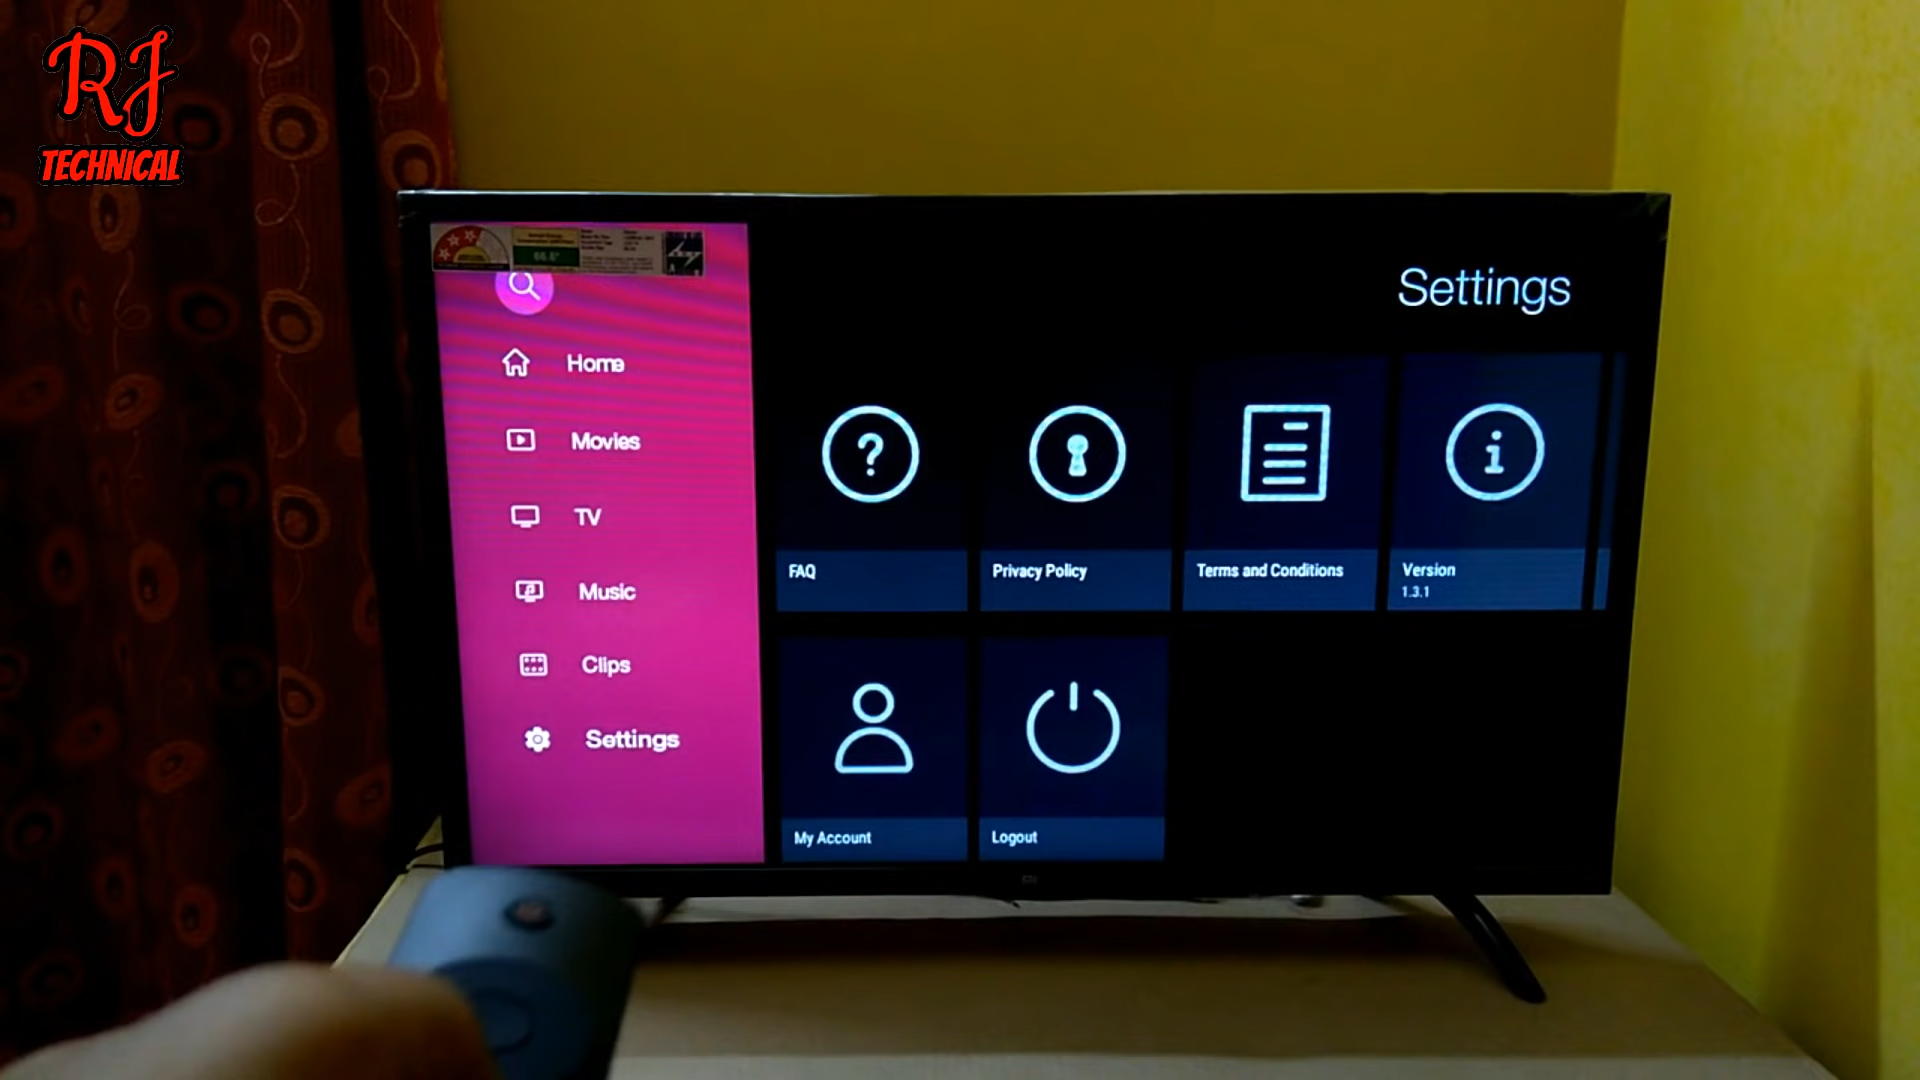 RJ
TECHNICAL
Settings
Home
Movies
TV
Music
Clips
Settings
FAQ
Privacy Policy
Terms and Conditions
Version
1.3.1
My Account
Logout